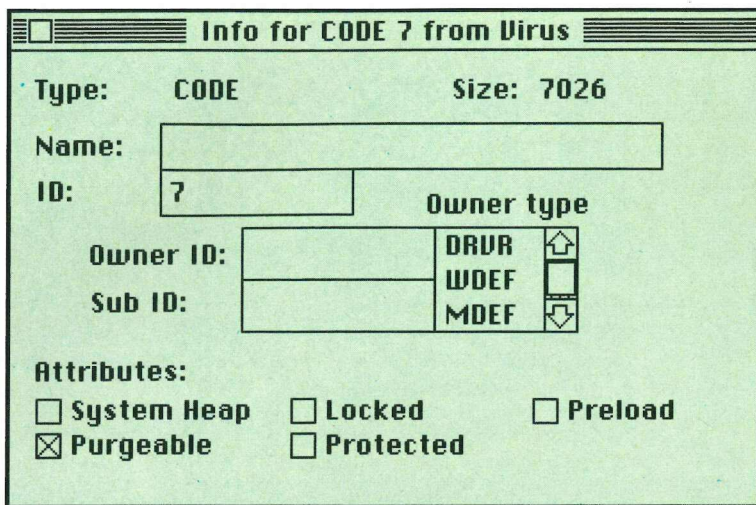 Info for CODE 7 from Virus
Type: CODE Size: 7026
Name:
ID: 7
Owner type
Owner ID: DRVR
WDEF
Sub ID: MDEF
Attributes:
System Heap Locked Preload
Purgeable Protected